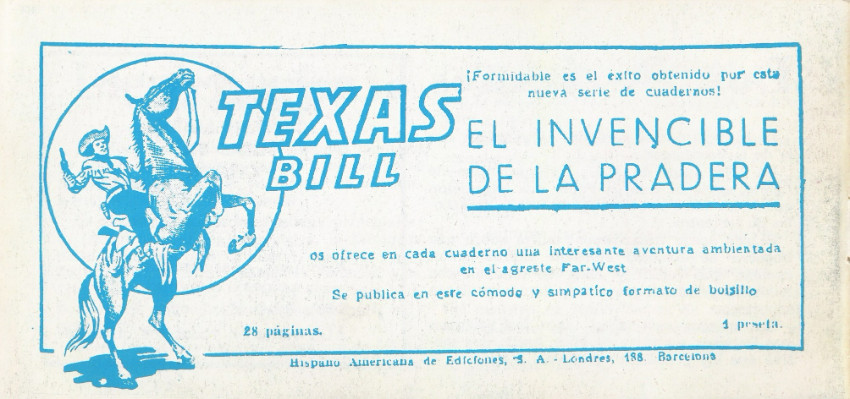 TEXAS
BILL
¡Formidable es el éxito obtenido por esta
nueva serie de cuadernos!
EL INVENCIBLE
DE LA PRADERA
os ofrece en cada cuaderno una interesante aventura ambientada
en el agreste Far-West
Se publica en este cómodo y simpatico formato de bolsillo
28 páginas.
1 peseta.
Hispano Americana de Ediciones, S. A. - Londres, 188. Barcelona